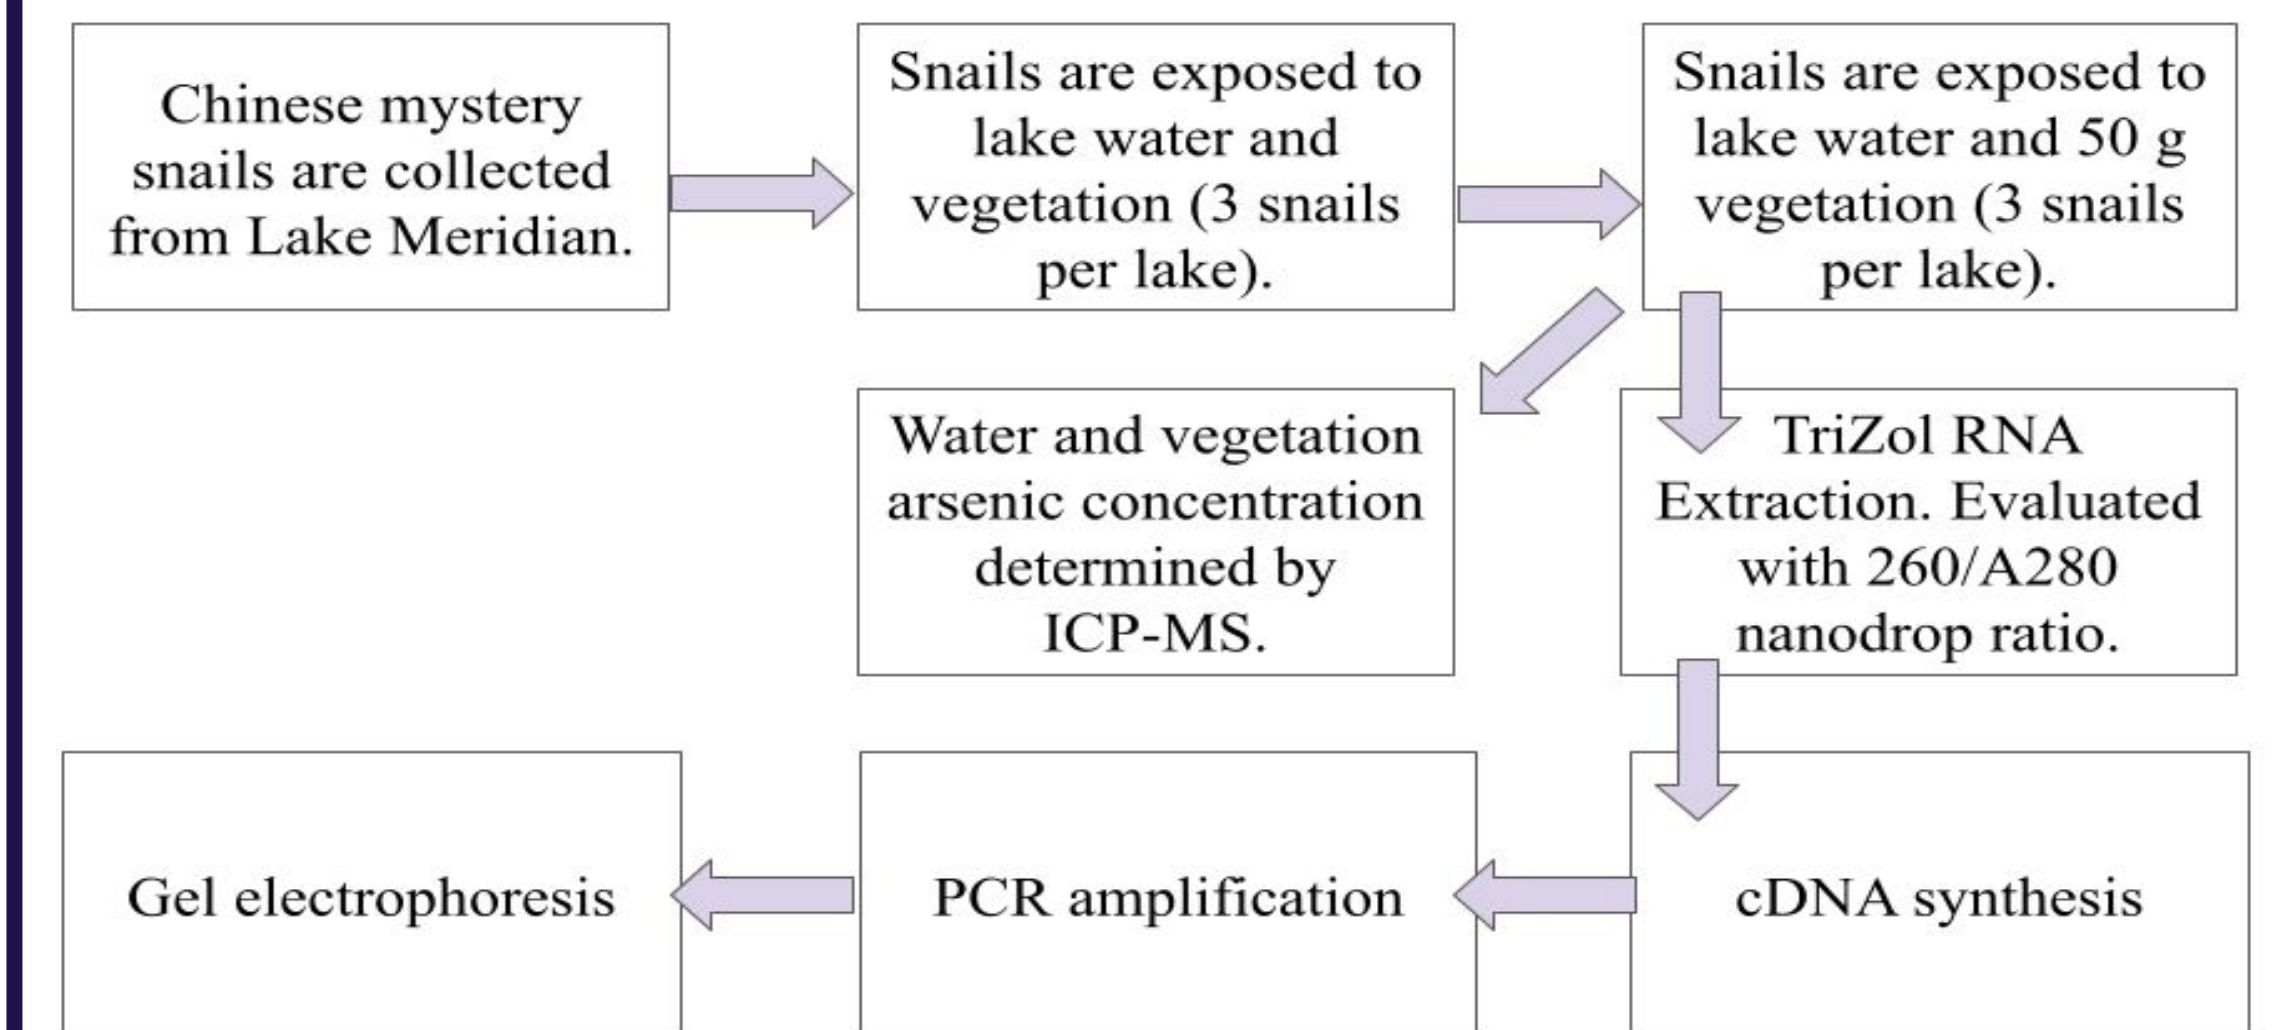 Chinese mystery
snails are collected
from Lake Meridian.
Snails are exposed to
lake water and
vegetation (3 snails
per lake).
Snails are exposed to
lake water and 50 g
vegetation (3 snails
per lake).
Water and vegetation
arsenic concentration
determined by
ICP-MS.
TriZol RNA
Extraction. Evaluated
with 260/A280
nanodrop ratio.
Gel electrophoresis
PCR amplification
cDNA synthesis